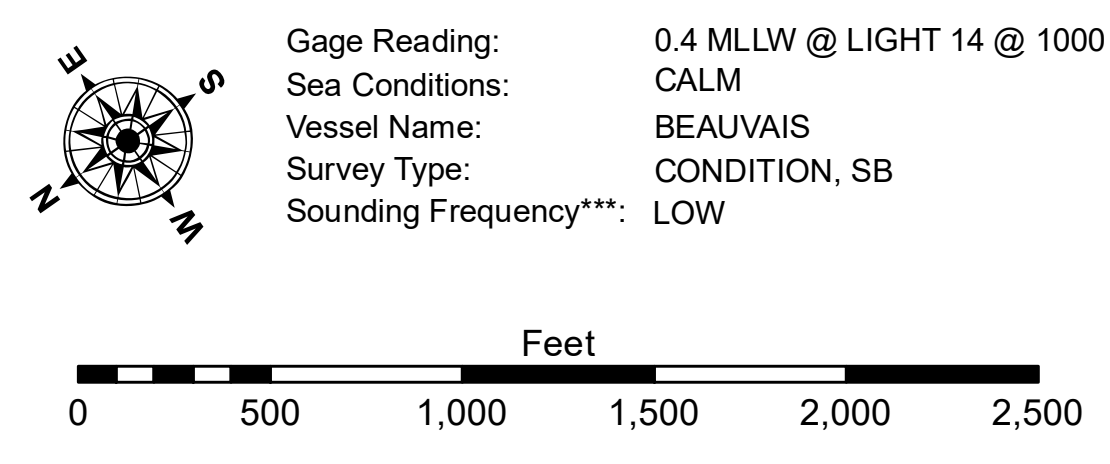 E
S
N
W
Gage Reading: 0.4 MLLW @ LIGHT 14 @ 1000
Sea Conditions: CALM
Vessel Name: BEAUVAIS
Survey Type: CONDITION, SB
Sounding Frequency***: LOW
Feet
0 500 1,000 1,500 2,000 2,500